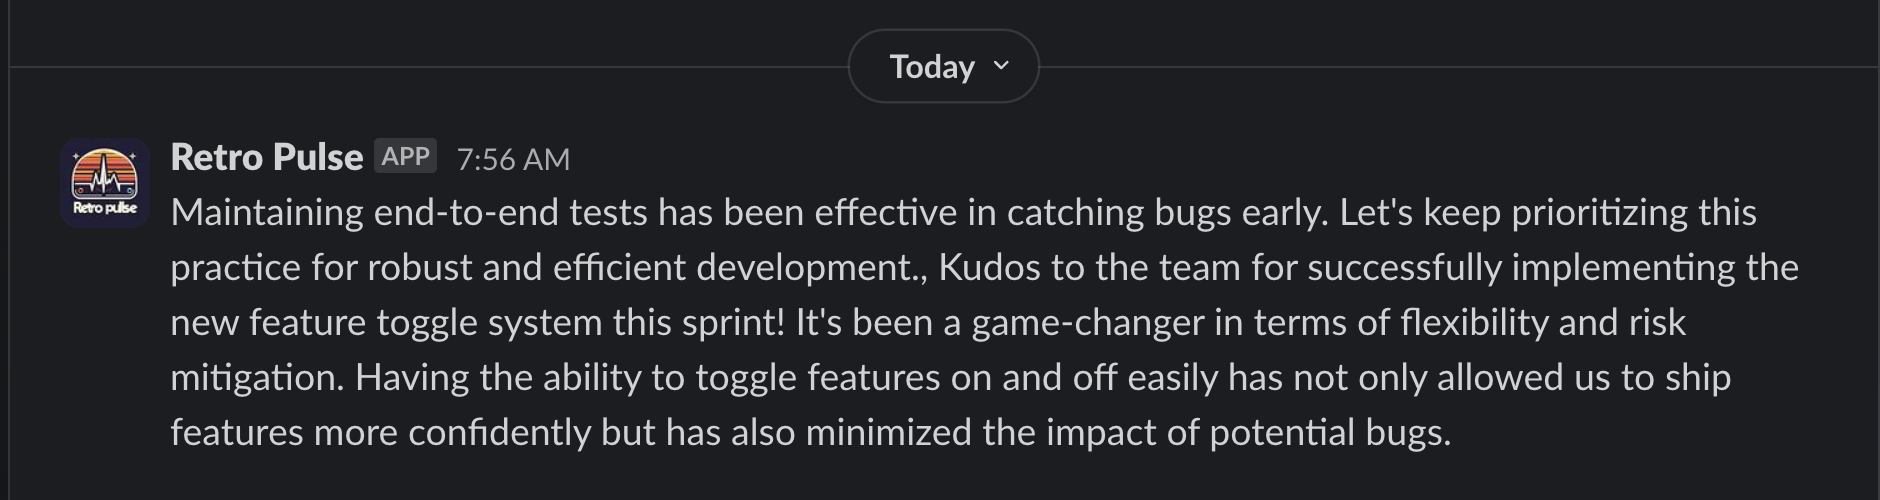 Today
Retro Pulse APP 7:56 AM
Retro pulse
Maintaining end-to-end tests has been effective in catching bugs early. Let's keep prioritizing this
practice for robust and efficient development., Kudos to the team for successfully implementing the
new feature toggle system this sprint! It's been a game-changer in terms of flexibility and risk
mitigation. Having the ability to toggle features on and off easily has not only allowed us to ship
features more confidently but has also minimized the impact of potential bugs.